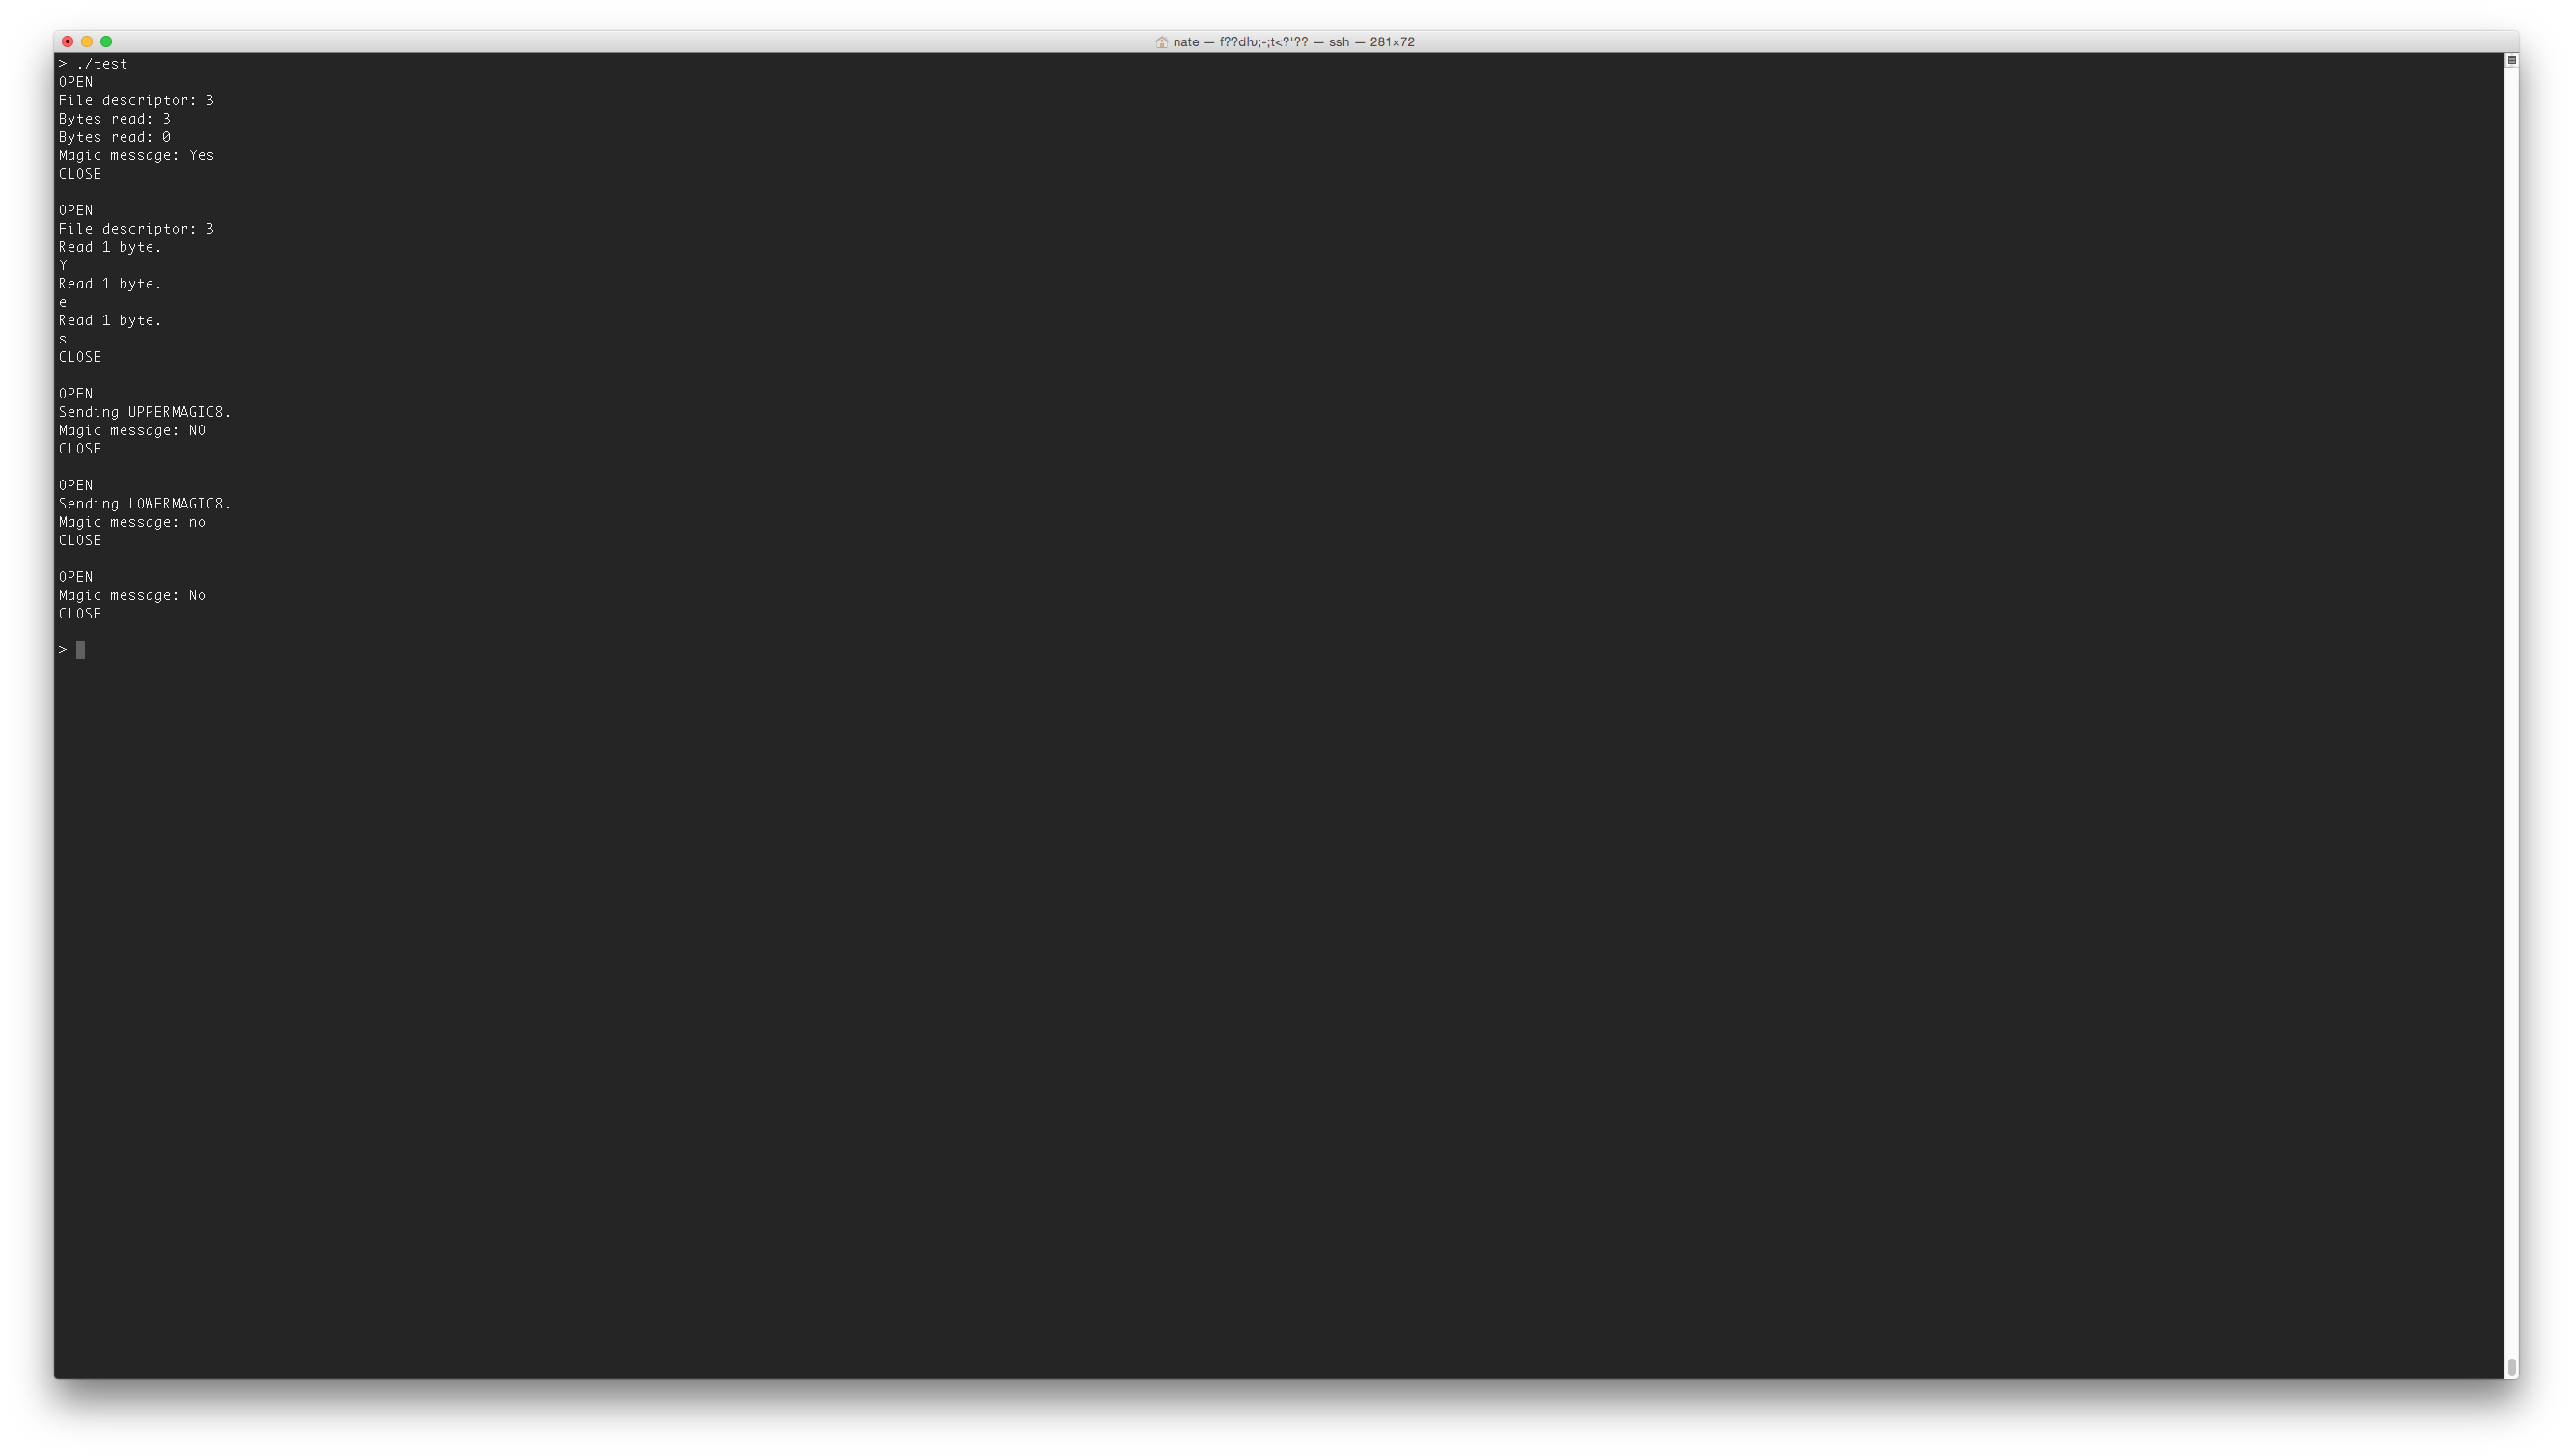 nate — f??dƕ;-;t<?'?? — ssh — 281×72
> ./test
OPEN
File descriptor: 3
Bytes read: 3
Bytes read: 0
Magic message: Yes
CLOSE
OPEN
File descriptor: 3
Read 1 byte.
Y
Read 1 byte.
e
Read 1 byte.
s
CLOSE
OPEN
Sending UPPERMAGIC8.
Magic message: NO
CLOSE
OPEN
Sending LOWERMAGIC8.
Magic message: no
CLOSE
OPEN
Magic message: No
CLOSE
>